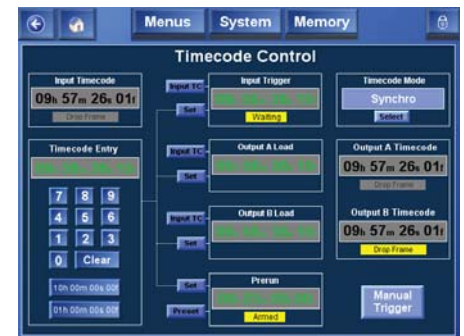 Menus System Memory
Timecode Control
Input Timecode
09h 57m 26s 01f
Drop Frame
Timecode Entry
7 8 9
4 5 6
1 2 3
0 Clear
10h 00m 00s 00f
01h 00m 00s 00f
Input TC
Set
Input Trigger
Waiting
Input TC
Set
Output A Load
Input TC
Set
Output B Load
Set
Preset
Prerun
Armed
Timecode Mode
Synchro
Select
Output A Timecode
09h 57m 26s 01f
Drop Frame
Output B Timecode
09h 57m 26s 01f
Drop Frame
Manual
Trigger